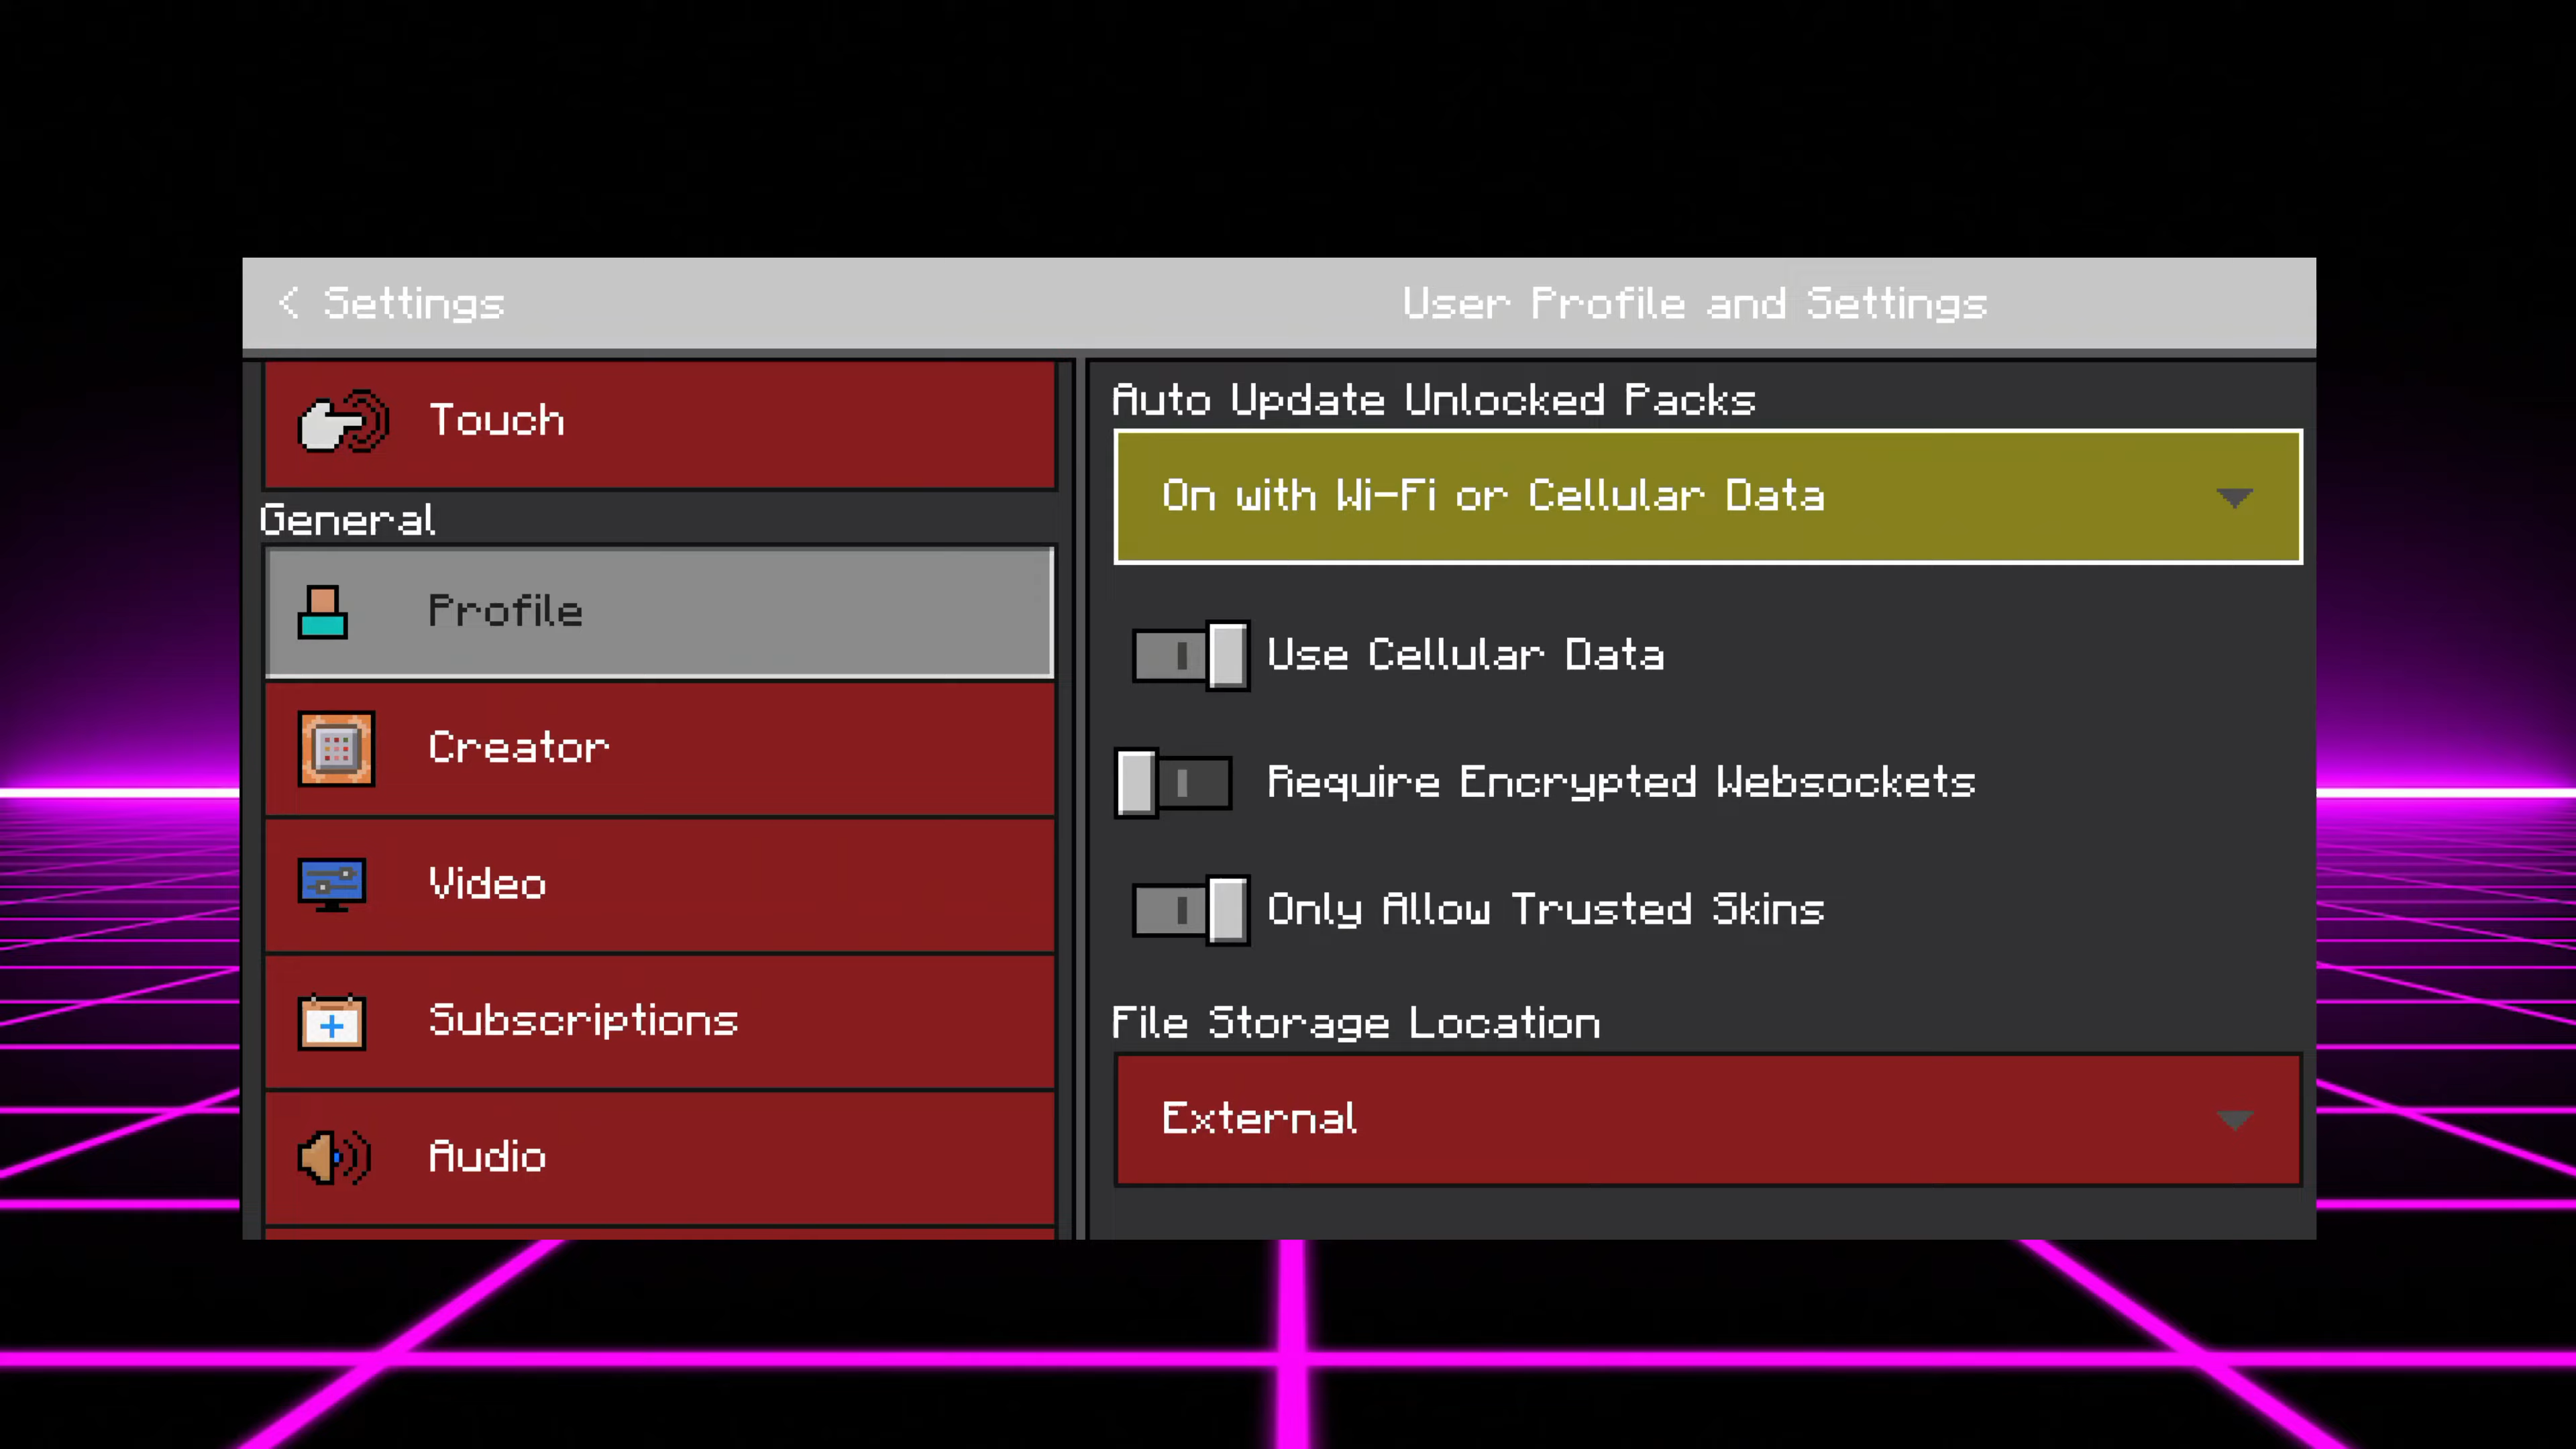 < Settings
User Profile and Settings
Touch
General
Profile
Creator
Video
Subscriptions
Audio
Auto Update Unlocked Packs
On with Wi-Fi or Cellular Data
Use Cellular Data
Require Encrypted Websockets
Only Allow Trusted Skins
File Storage Location
External